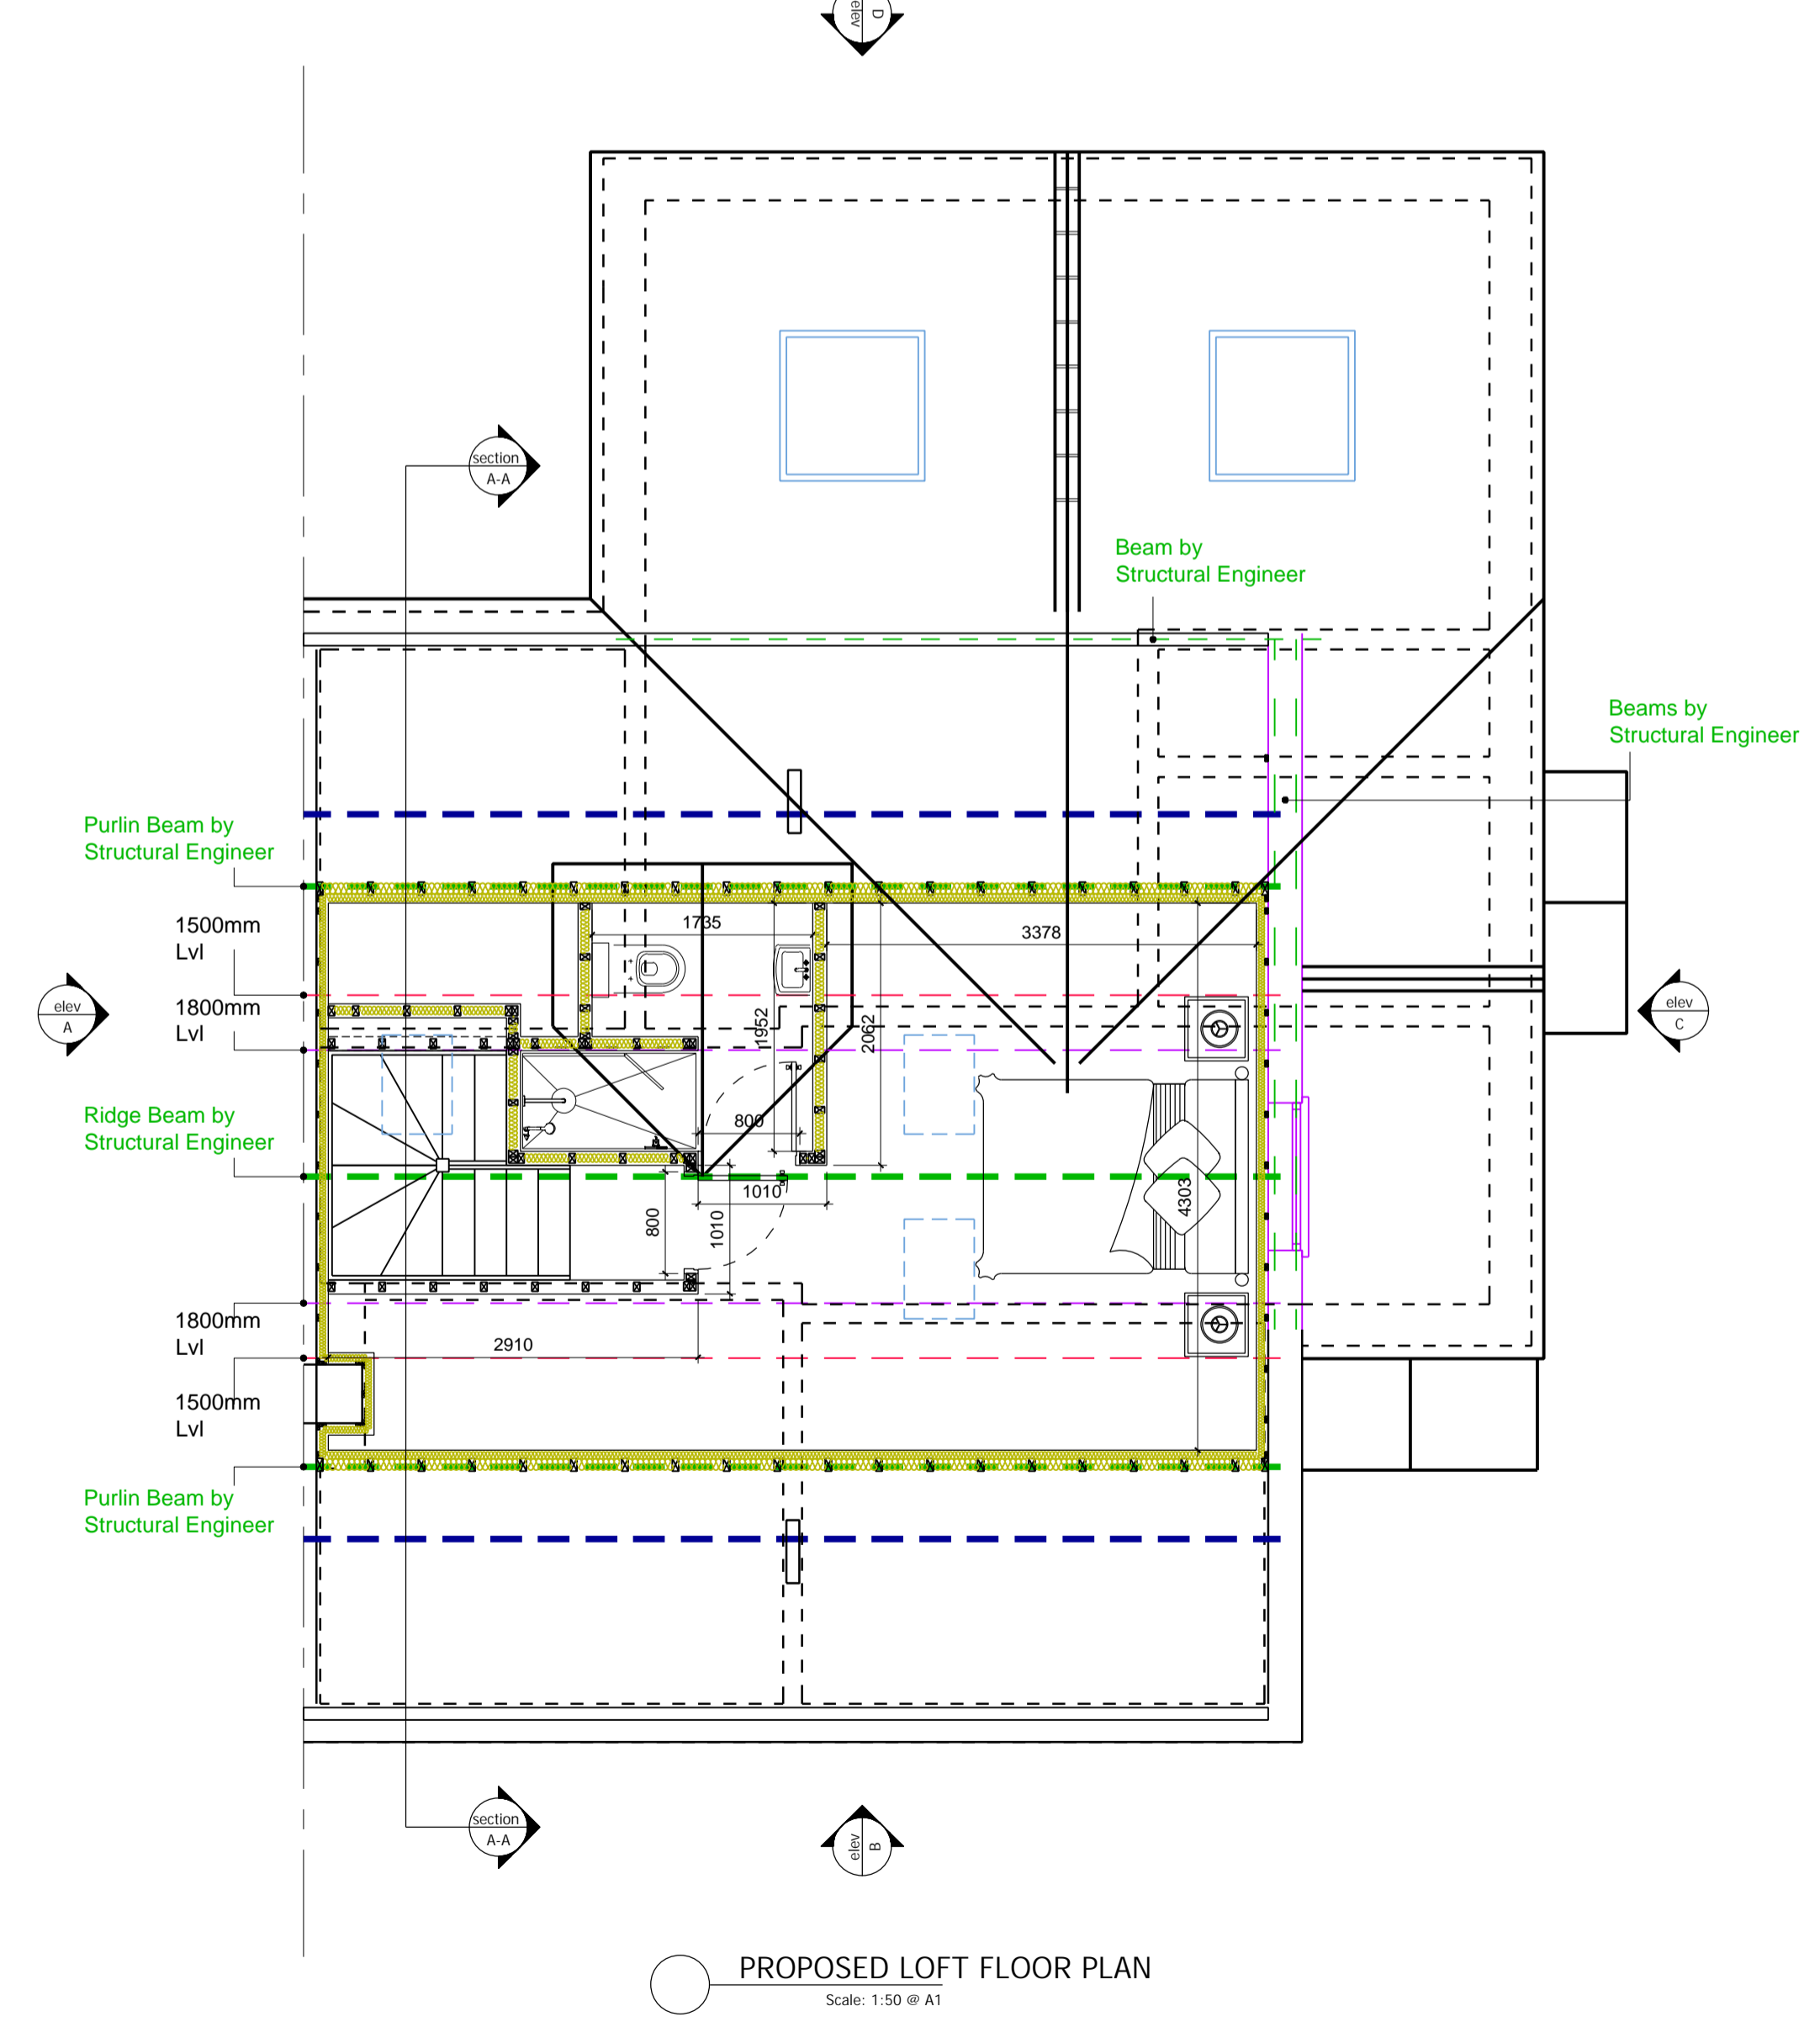 D
elev
section
A-A
Beam by
Structural Engineer
Beams by
Structural Engineer
Purlin Beam by
Structural Engineer
1500mm
Lvl
1735
3378
elev
A
1800mm
Lvl
1952
2062
elev
C
Ridge Beam by
Structural Engineer
800
1010
800
1010
4303
1800mm
Lvl
2910
1500mm
Lvl
Purlin Beam by
Structural Engineer
section
A-A
elev
B
PROPOSED LOFT FLOOR PLAN
Scale: 1:50 @ A1